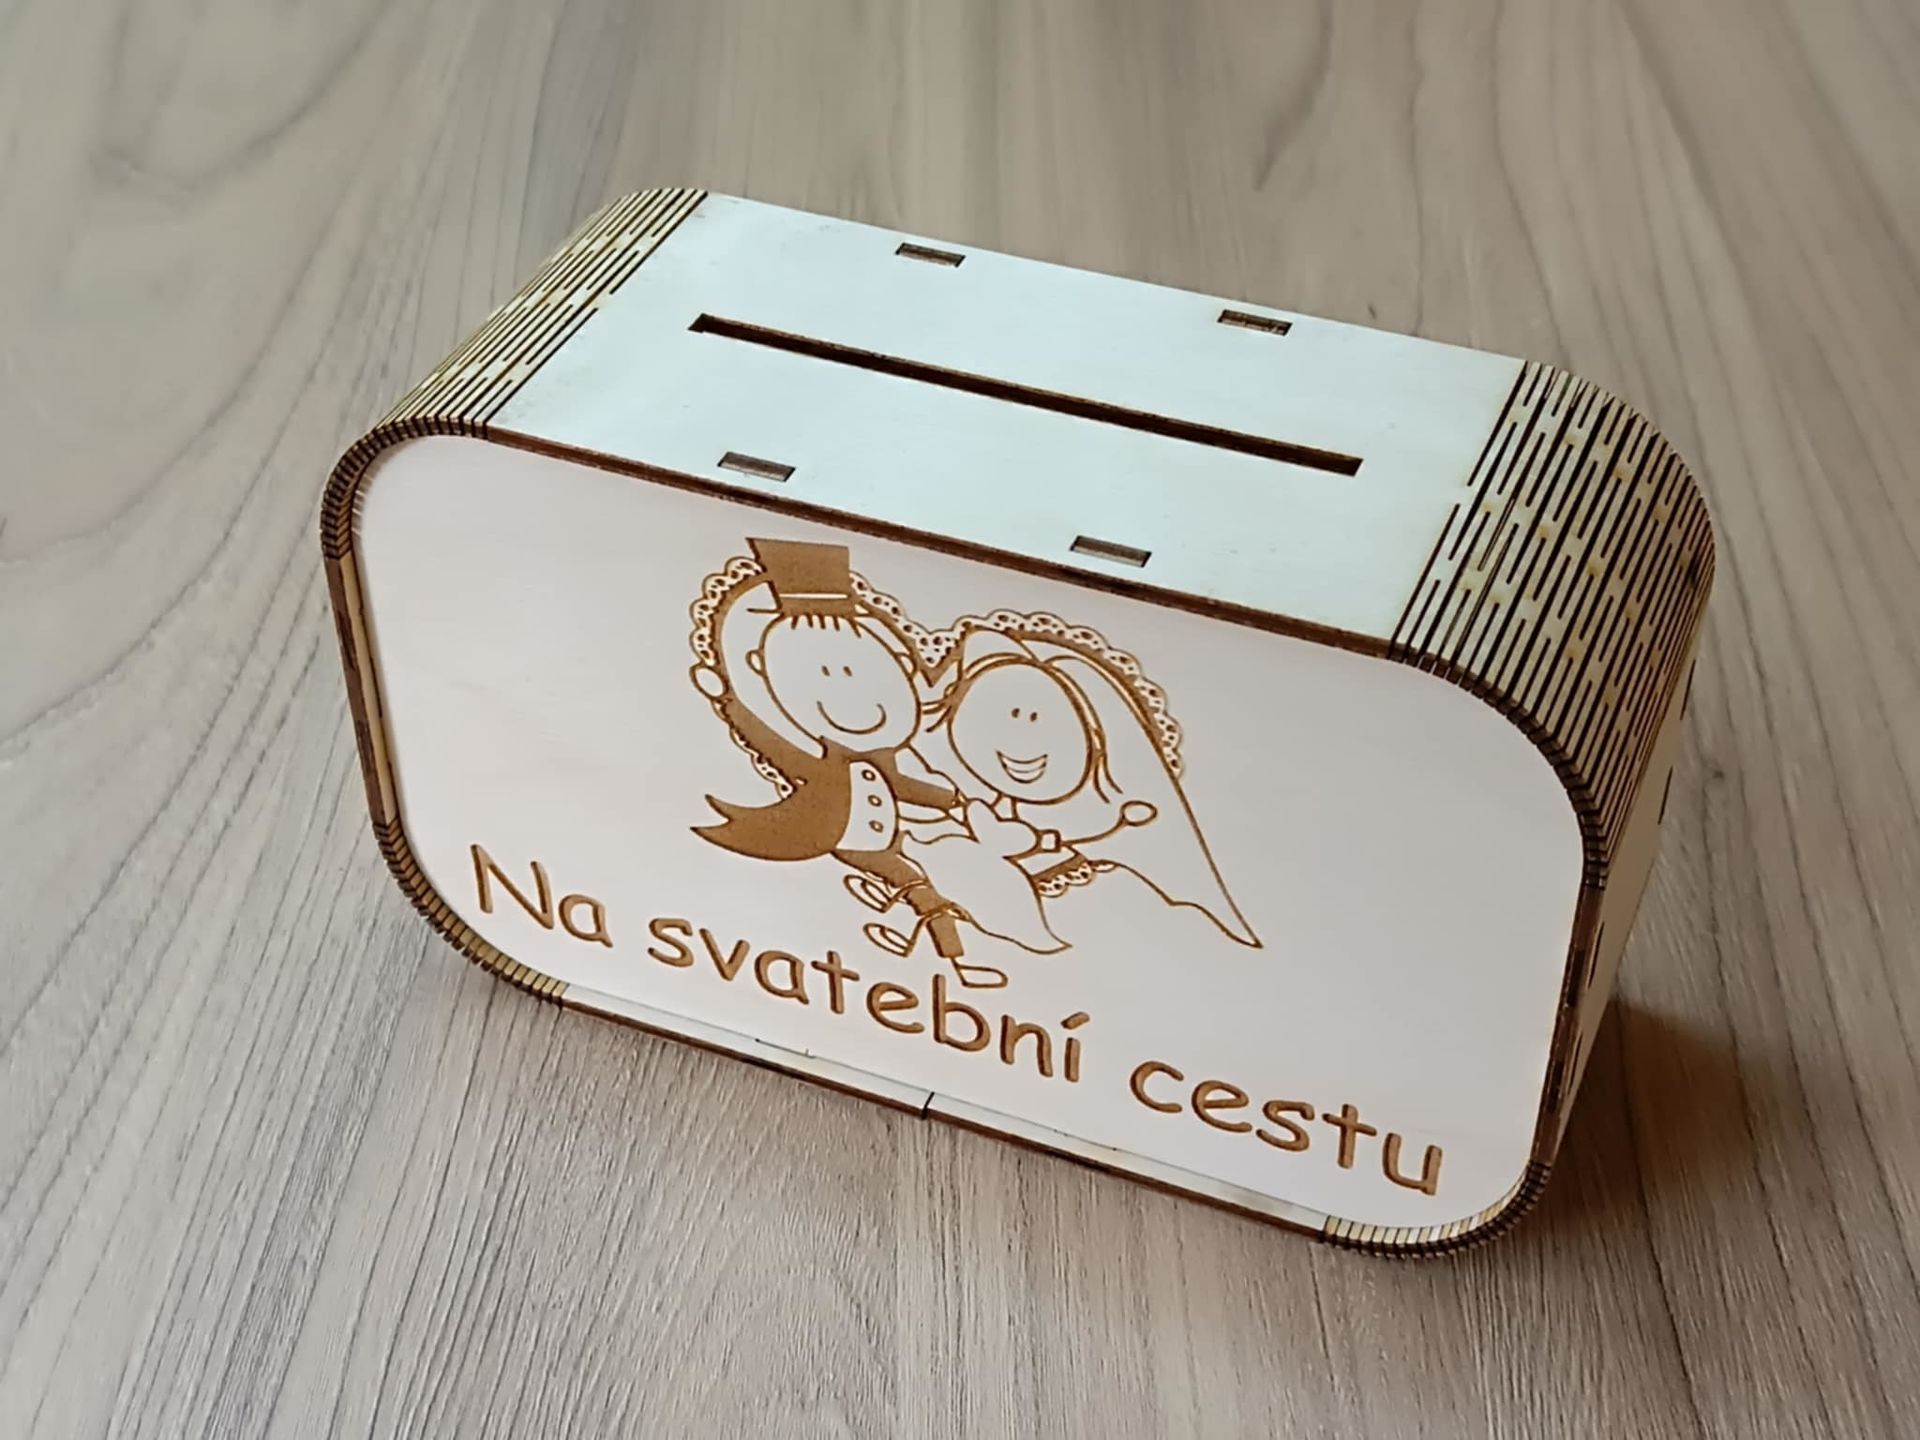 Na svatební cestu